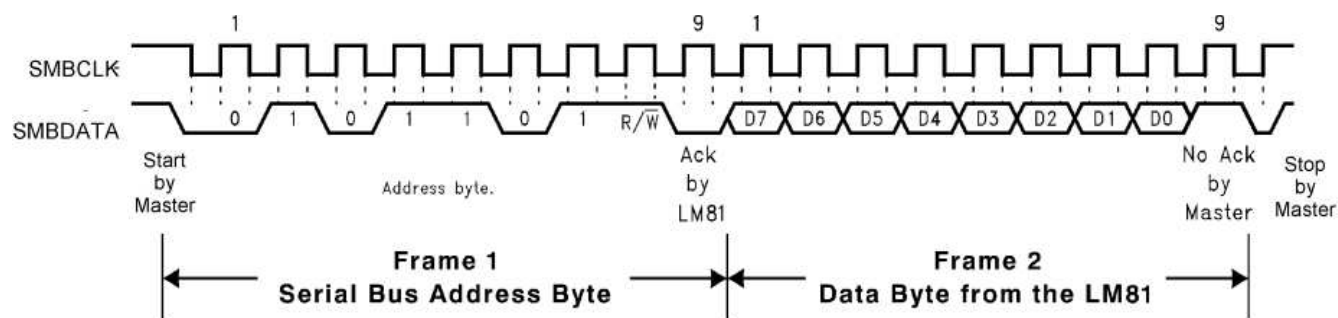 1 9 1 9
SMBCLK
SMBDATA 0 1 0 1 1 0 1 R/W̅ D7 D6 D5 D4 D3 D2 D1 D0
Start
by
Master
Address byte.
Ack
by
LM81
No Ack
by
Master
Stop
by
Master
Frame 1
Serial Bus Address Byte
Frame 2
Data Byte from the LM81